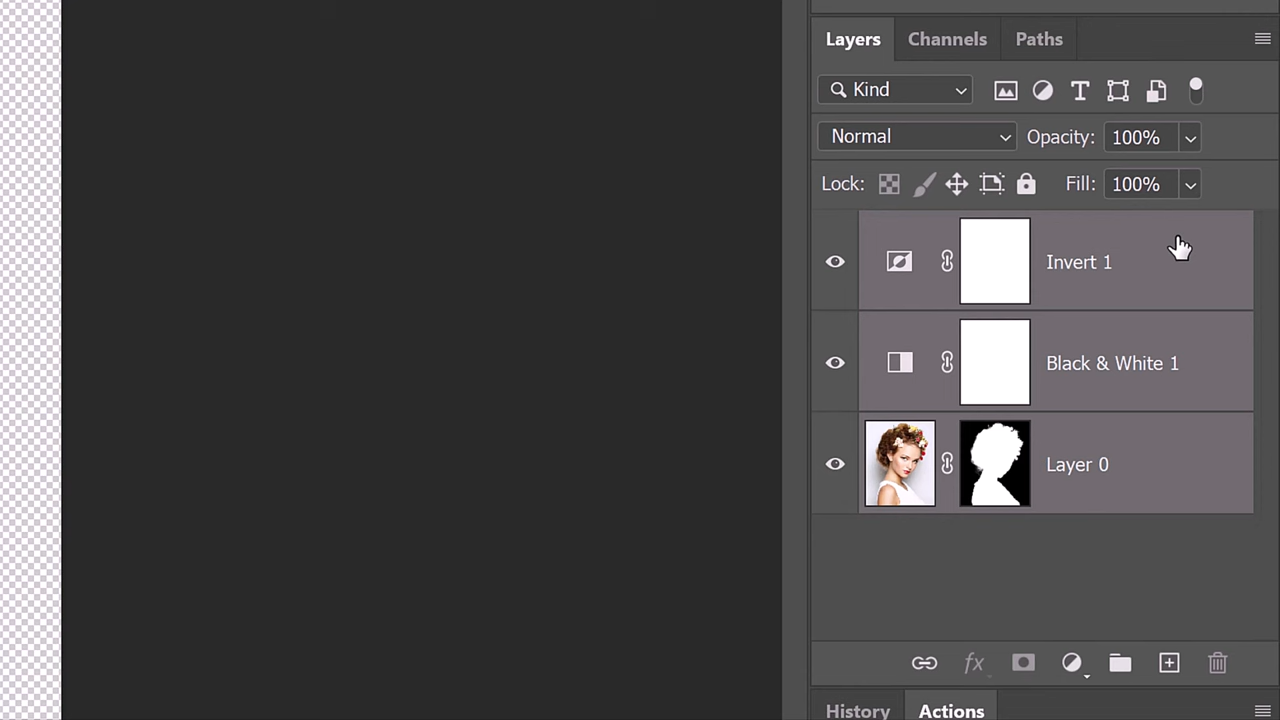 Layers Channels Paths
Kind
Normal Opacity: 100%
Lock: Fill: 100%
Invert 1
Black & White 1
Layer 0
fx
History Actions